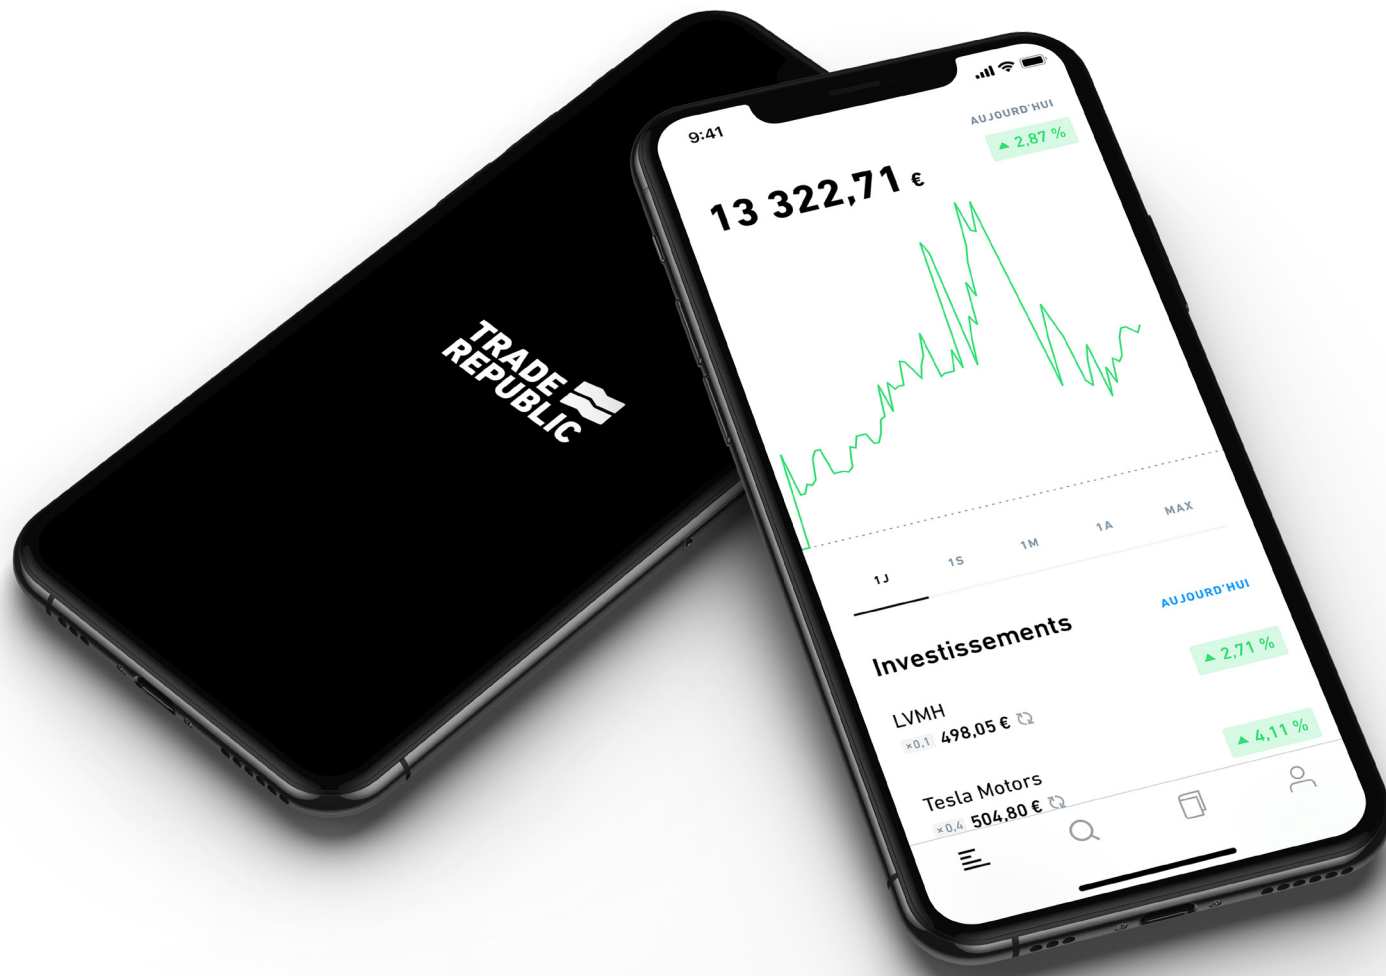 TRADE
REPUBLIC
9:41
AUJOURD'HUI
▲ 2,87 %
13 322,71 €
1J 1S 1M 1A MAX
Investissements
AUJOURD'HUI
LVMH
×0,1 498,05 €
▲ 2,71 %
Tesla Motors
×0,4 504,80 €
▲ 4,11 %